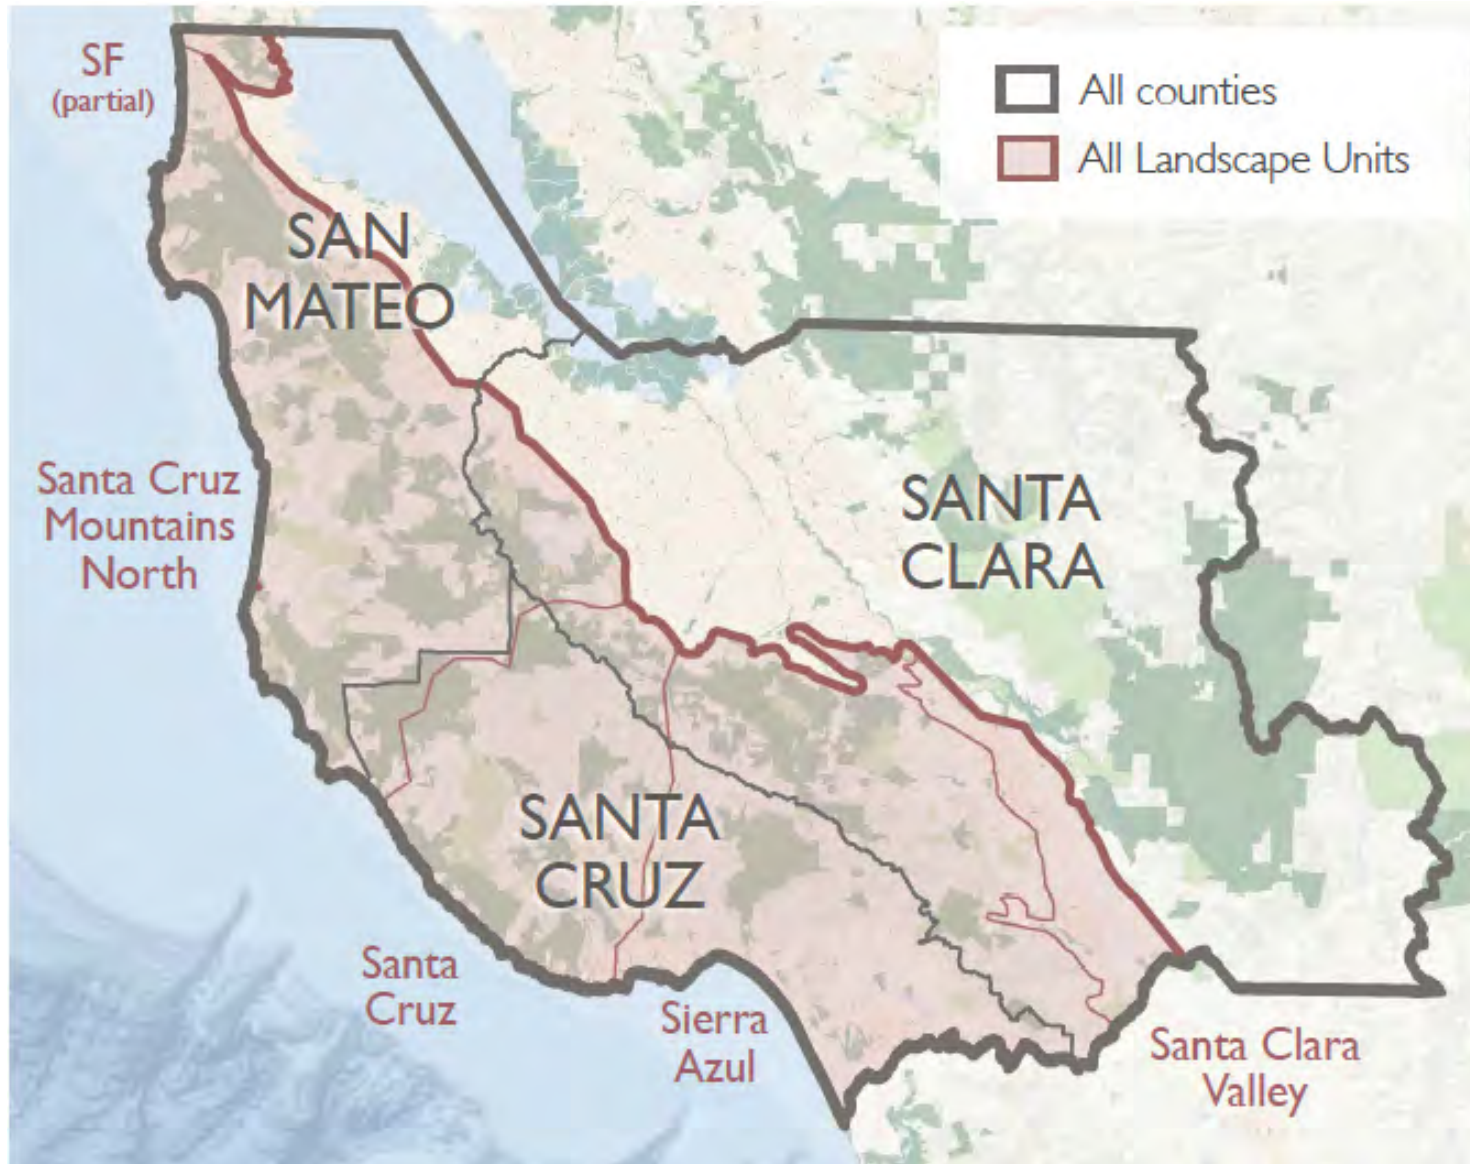 SF
(partial)
All counties
All Landscape Units
SAN
MATEO
Santa Cruz
Mountains
North
SANTA
CLARA
SANTA
CRUZ
Santa
Cruz
Sierra
Azul
Santa Clara
Valley